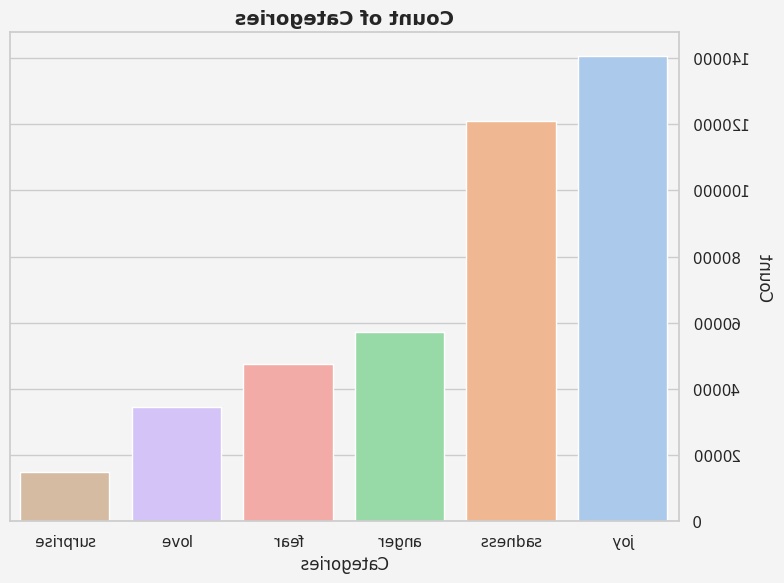 Count of Categories
140000
120000
100000
80000
60000
40000
20000
0
Count
joy sadness anger fear love surprise
Categories